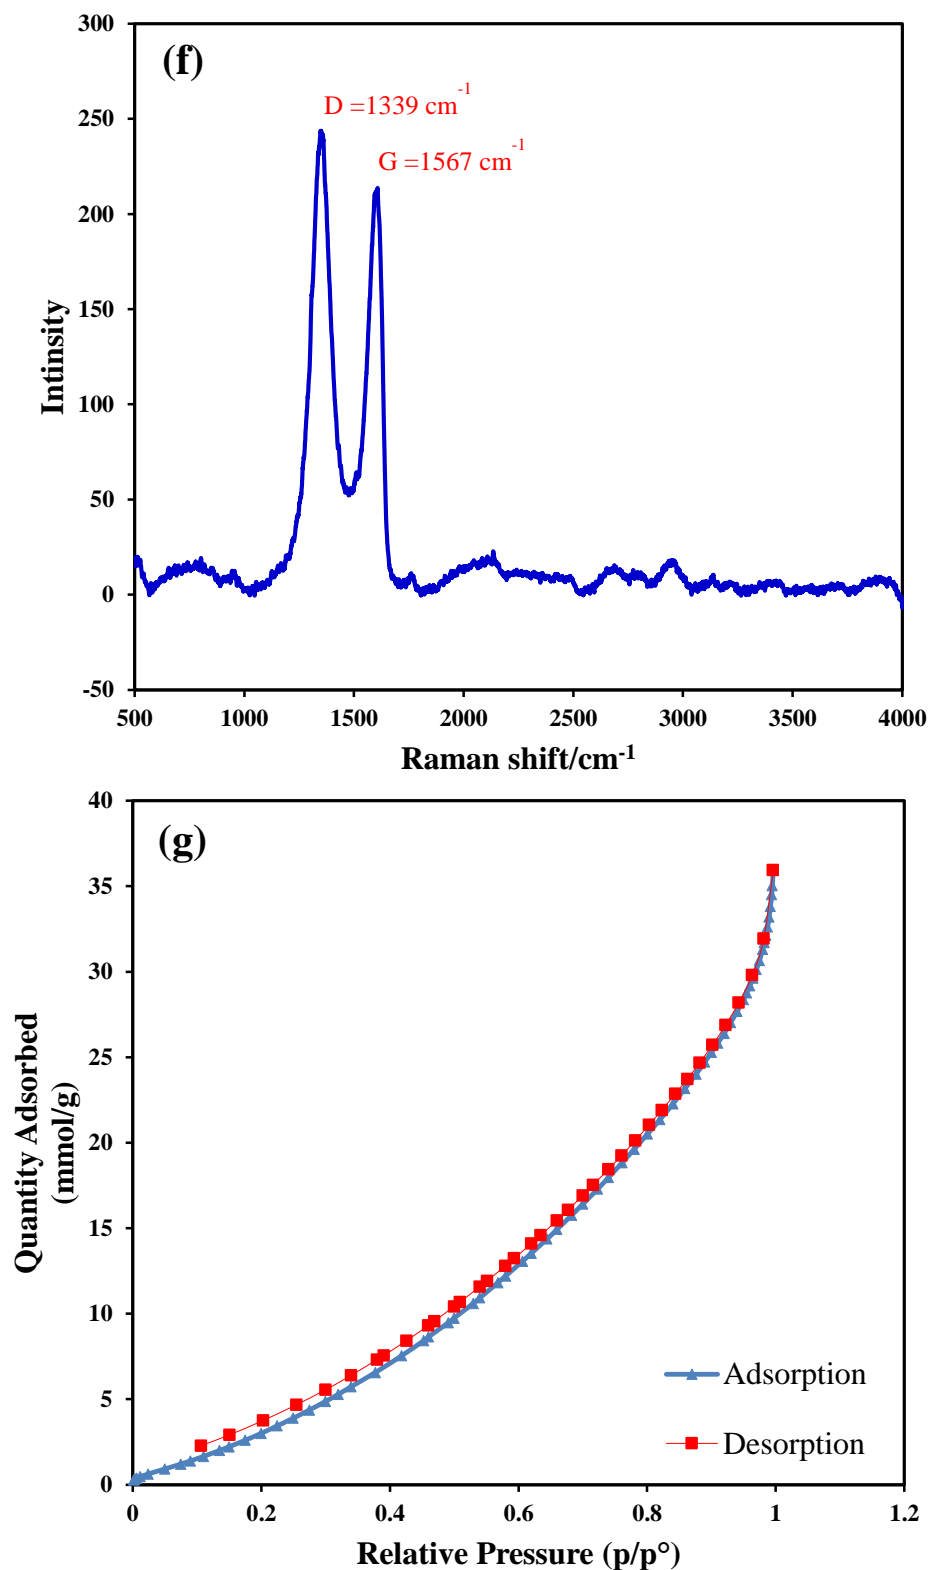 (f)
D =1339 cm⁻¹
G =1567 cm⁻¹
300
250
200
150
100
50
0
-50
Intinsity
500 1000 1500 2000 2500 3000 3500 4000
Raman shift/cm⁻¹
(g)
40
35
30
25
20
15
10
5
0
Quantity Adsorbed
(mmol/g)
Adsorption
Desorption
0 0.2 0.4 0.6 0.8 1 1.2
Relative Pressure (p/p°)